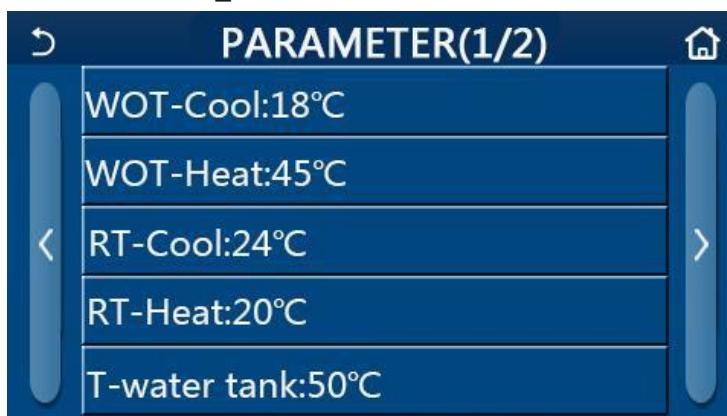 PARAMETER(1/2)
WOT-Cool:18℃
WOT-Heat:45℃
RT-Cool:24℃
RT-Heat:20℃
T-water tank:50℃